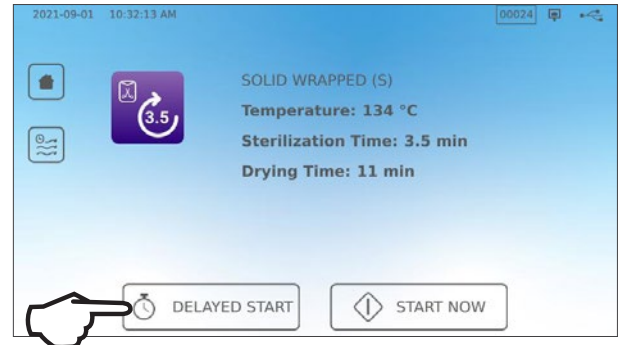 2021-09-01 10:32:13 AM 00024
SOLID WRAPPED (S)
3.5
Temperature: 134 °C
Sterilization Time: 3.5 min
Drying Time: 11 min
DELAYED START
START NOW